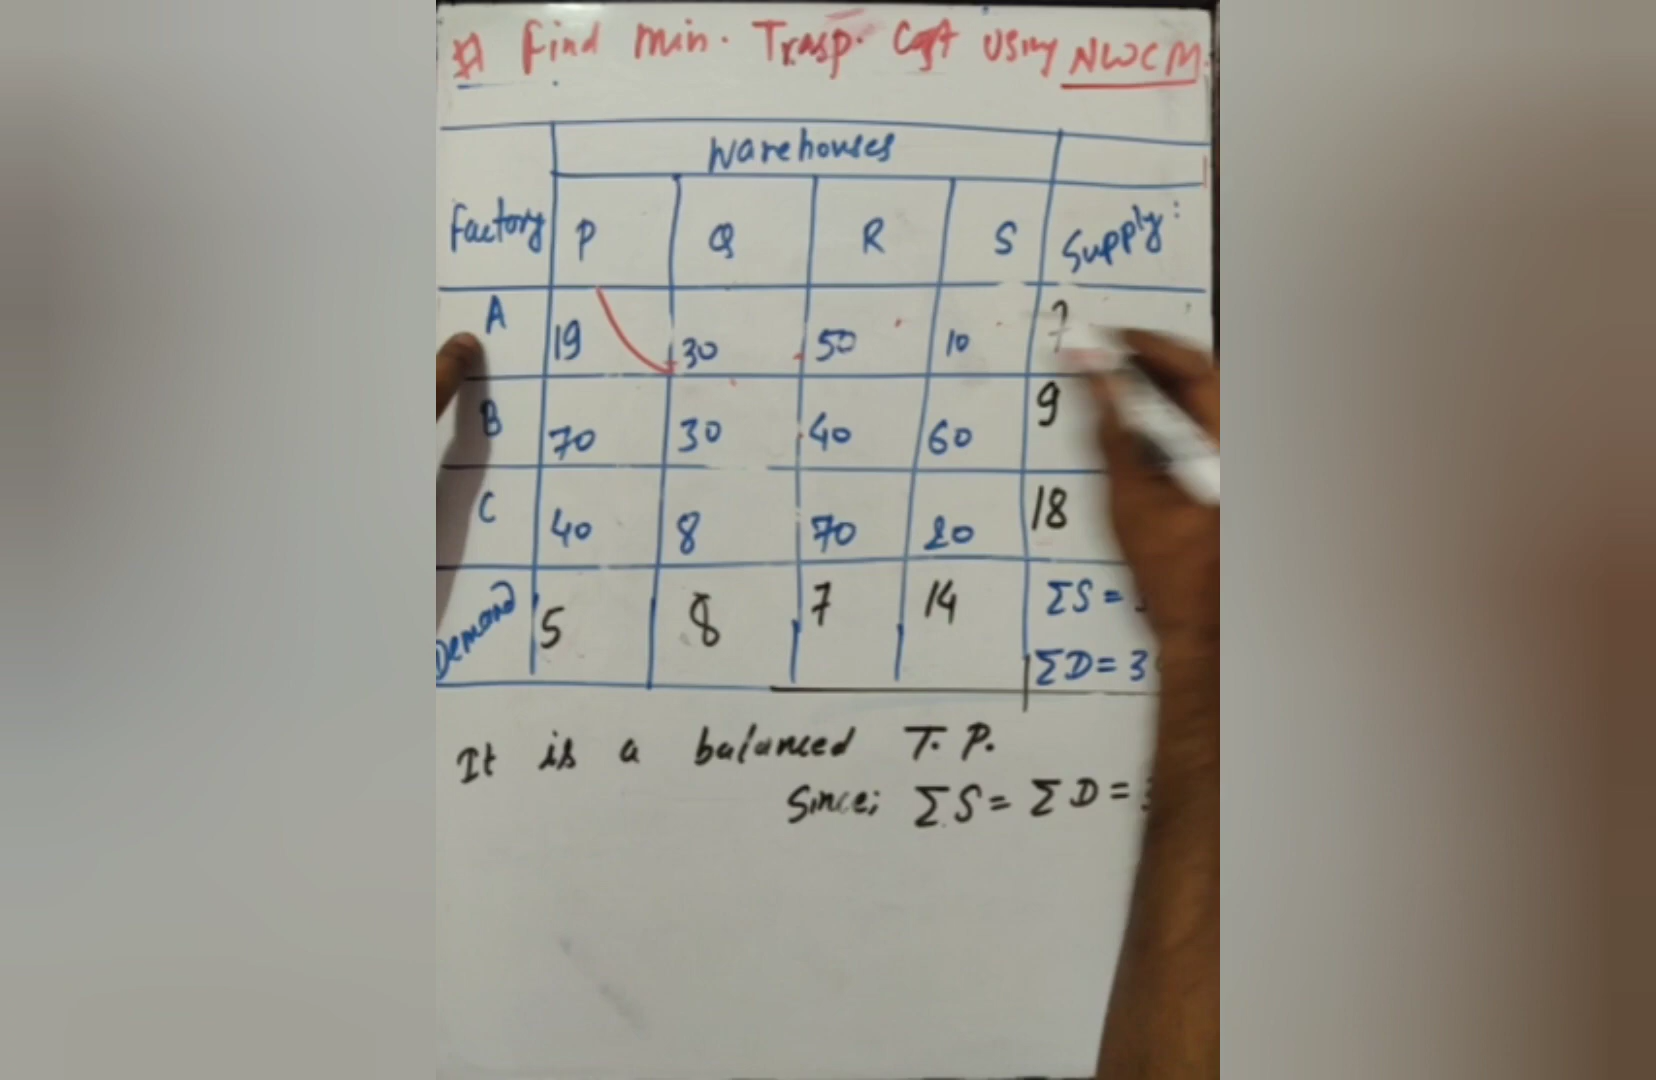 Find Min. Trasp. Cost Using NWCM.
Warehouses
Factory P Q R S Supply:
A 19 30 50 10 7
B 70 30 40 60 9
C 40 8 70 20 18
Demand 5 8 7 14 ΣS =
ΣD = 3
It is a balanced T.P.
Since; ΣS = ΣD =